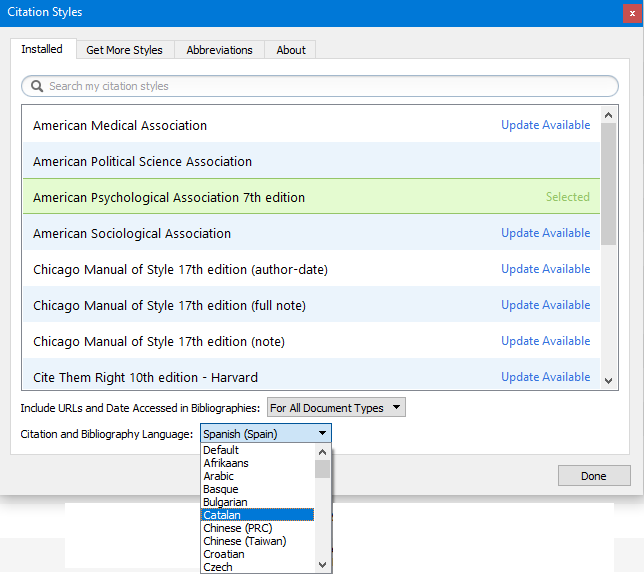 Citation Styles
x
Installed
Get More Styles
Abbreviations
About
Search my citation styles
American Medical Association Update Available
American Political Science Association
American Psychological Association 7th edition Selected
American Sociological Association Update Available
Chicago Manual of Style 17th edition (author-date) Update Available
Chicago Manual of Style 17th edition (full note) Update Available
Chicago Manual of Style 17th edition (note) Update Available
Cite Them Right 10th edition - Harvard Update Available
Include URLs and Date Accessed in Bibliographies: For All Document Types
Citation and Bibliography Language: Spanish (Spain)
Default
Afrikaans
Arabic
Basque
Bulgarian
Catalan
Chinese (PRC)
Chinese (Taiwan)
Croatian
Czech
Done